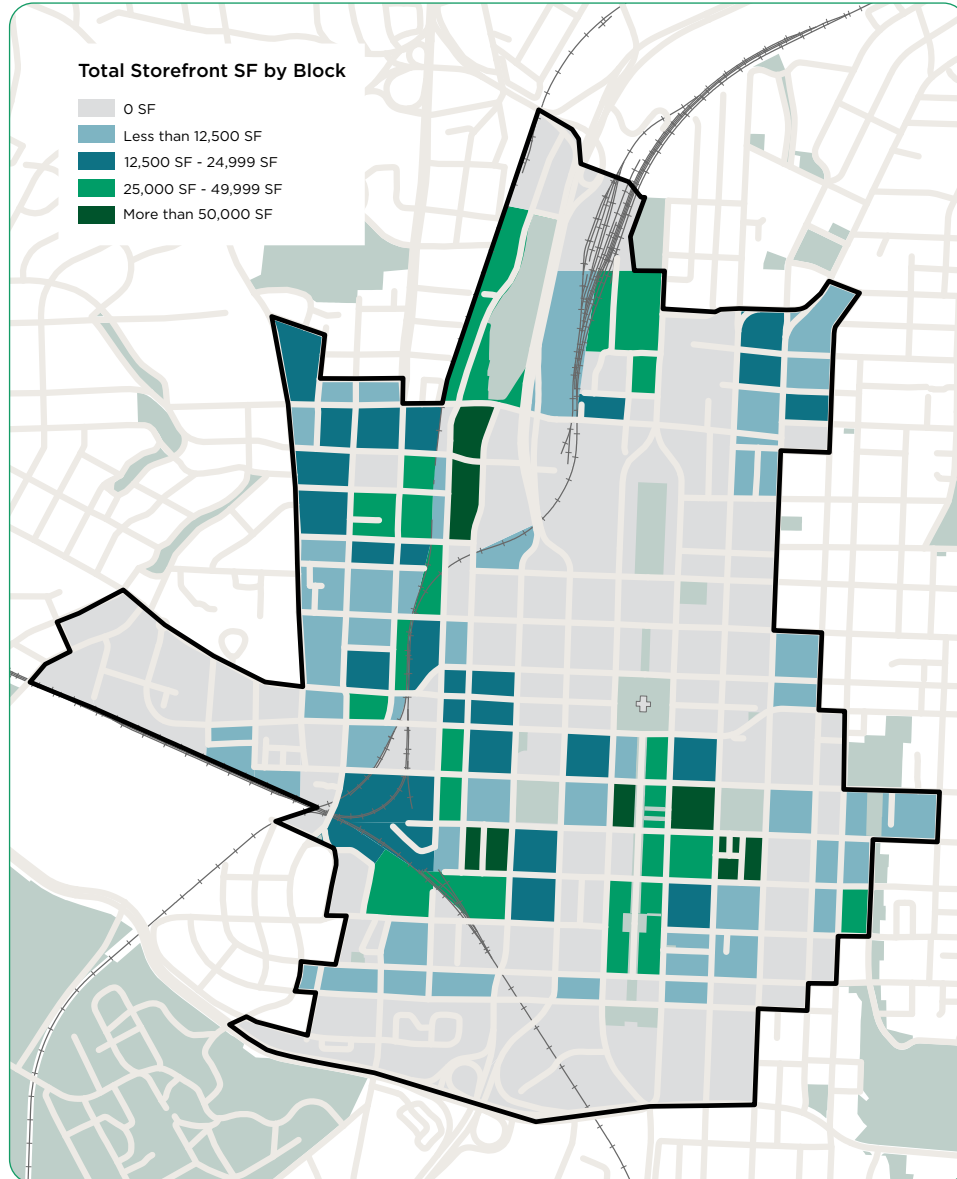 Total Storefront SF by Block
0 SF
Less than 12,500 SF
12,500 SF - 24,999 SF
25,000 SF - 49,999 SF
More than 50,000 SF